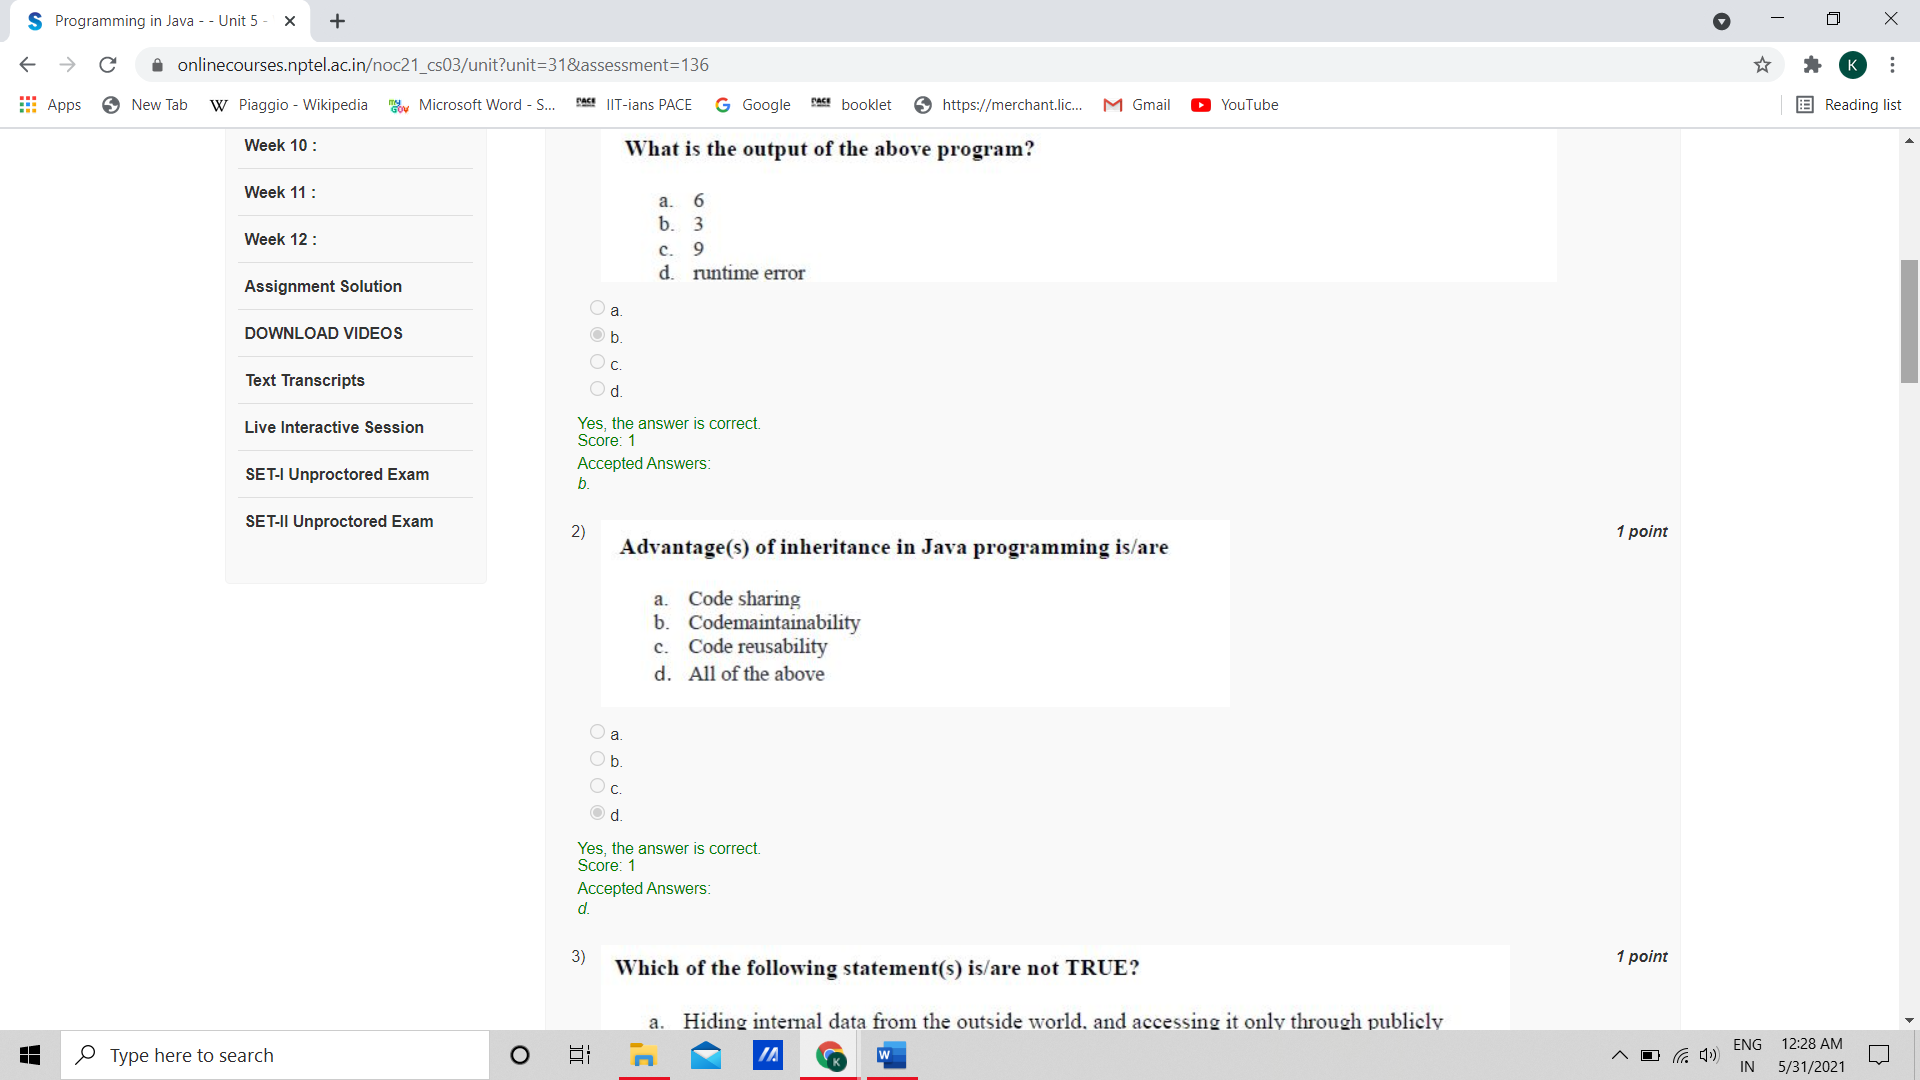 Programming in Java - - Unit 5 -
onlinecourses.nptel.ac.in/noc21_cs03/unit?unit=31&assessment=136
K
Apps
New Tab
W Piaggio - Wikipedia
Microsoft Word - S...
PACE IIT-ians PACE
Google
PACE booklet
https://merchant.lic...
Gmail
YouTube
Reading list
Week 10 :
Week 11 :
Week 12 :
Assignment Solution
DOWNLOAD VIDEOS
Text Transcripts
Live Interactive Session
SET-I Unproctored Exam
SET-II Unproctored Exam
What is the output of the above program?
a. 6
b. 3
c. 9
d. runtime error
a.
b.
c.
d.
Yes, the answer is correct.
Score: 1
Accepted Answers:
b.
2)
1 point
Advantage(s) of inheritance in Java programming is/are
a. Code sharing
b. Codemaintainability
c. Code reusability
d. All of the above
a.
b.
c.
d.
Yes, the answer is correct.
Score: 1
Accepted Answers:
d.
3)
1 point
Which of the following statement(s) is/are not TRUE?
a. Hiding internal data from the outside world, and accessing it only through publicly
Type here to search
K
W
ENG
IN
12:28 AM
5/31/2021